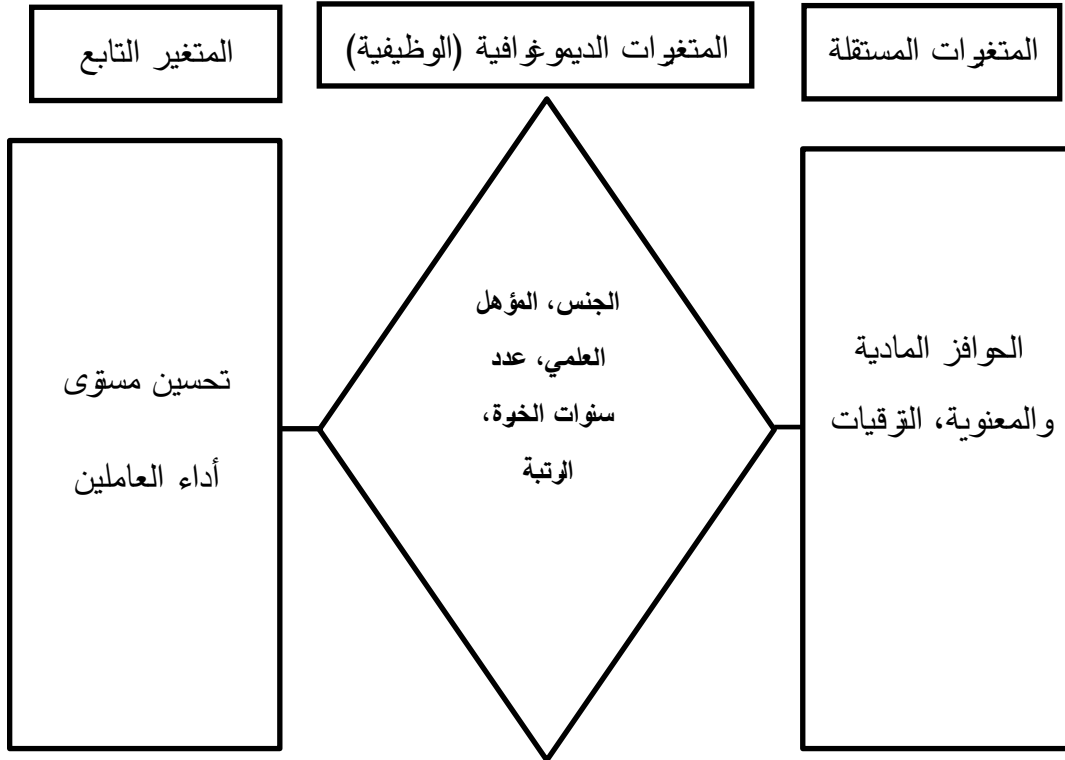 المتغيرات المستقلة
المتغيرات الديموغرافية (الوظيفية)
المتغير التابع
الحوافز المادية
والمعنوية، الترقيات
الجنس، المؤهل
العلمي، عدد
سنوات الخبرة،
الرتبة
تحسين مستوى
أداء العاملين